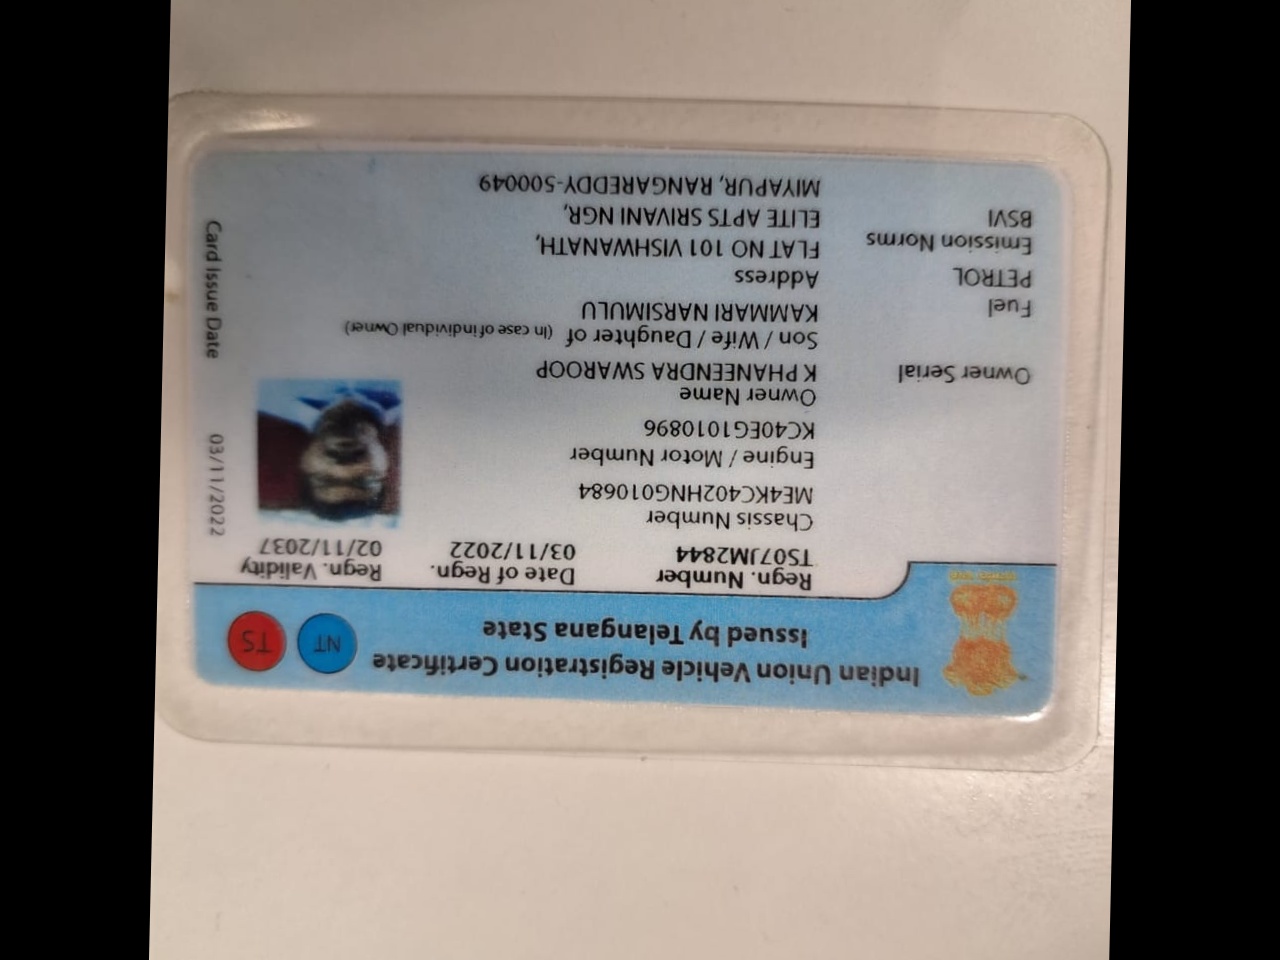 Indian Union Vehicle Registration Certificate
Issued by Telangana State
NT
TS
Regn. Number
TS07JM2844
Date of Regn.
03/11/2022
Regn. Validity
02/11/2037
Chassis Number
ME4KC402HNG010684
Engine / Motor Number
KC40EG1010896
Owner Name
K PHANEENDRA SWAROOP
Son / Wife / Daughter of (In case of individual Owner)
KAMMARI NARSIMULU
Address
FLAT NO 101 VISHWANATH,
ELITE APTS SRIVANI NGR,
MIYAPUR, RANGAREDDY-500049
Owner Serial
Fuel
PETROL
Emission Norms
BSVI
Card Issue Date 03/11/2022